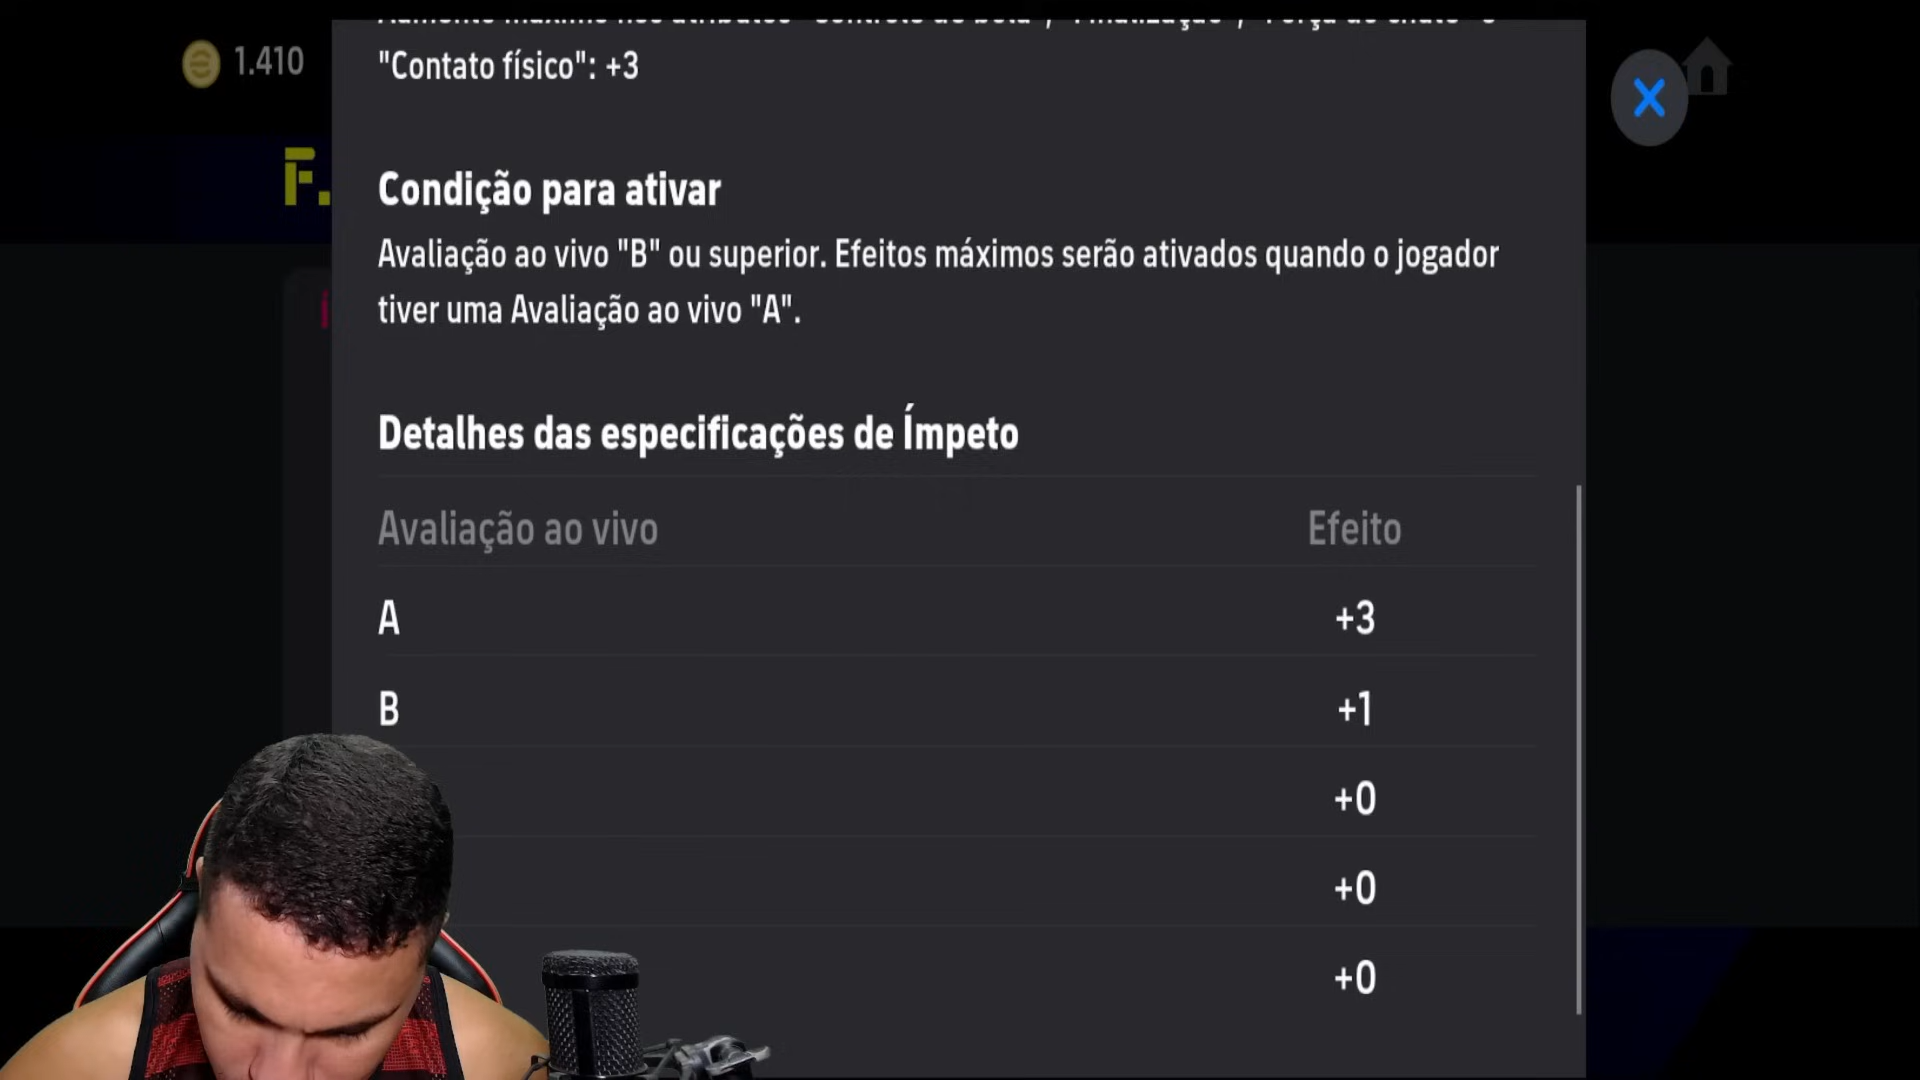 1.410
"Contato físico": +3
F.
Condição para ativar
Avaliação ao vivo "B" ou superior. Efeitos máximos serão ativados quando o jogador
tiver uma Avaliação ao vivo "A".
Detalhes das especificações de Ímpeto
Avaliação ao vivo Efeito
A +3
B +1
+0
+0
+0